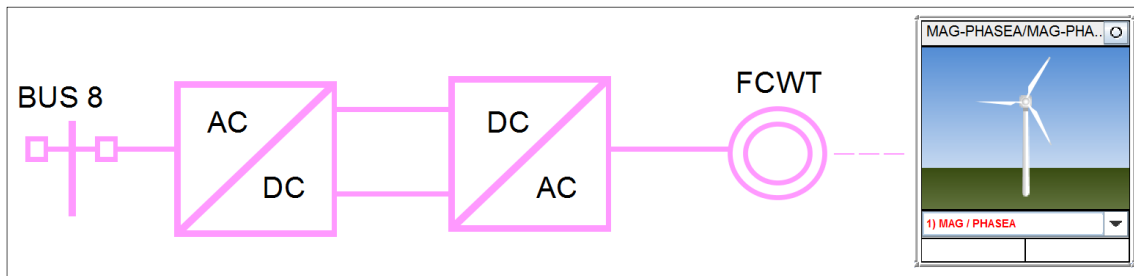 BUS 8
AC
DC
DC
AC
FCWT
MAG-PHASEA/MAG-PHA..
1) MAG / PHASEA